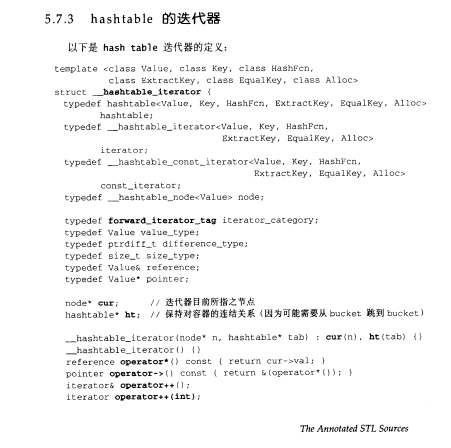 5.7.3 hashtable 的迭代器
以下是 hash table 迭代器的定义：
template <class Value, class Key, class HashFcn,
class ExtractKey, class EqualKey, class Alloc>
struct __hashtable_iterator {
typedef hashtable<Value, Key, HashFcn, ExtractKey, EqualKey, Alloc>
hashtable;
typedef __hashtable_iterator<Value, Key, HashFcn,
ExtractKey, EqualKey, Alloc>
iterator;
typedef __hashtable_const_iterator<Value, Key, HashFcn,
ExtractKey, EqualKey, Alloc>
const_iterator;
typedef __hashtable_node<Value> node;
typedef forward_iterator_tag iterator_category;
typedef Value value_type;
typedef ptrdiff_t difference_type;
typedef size_t size_type;
typedef Value& reference;
typedef Value* pointer;
node* cur; // 迭代器目前所指之节点
hashtable* ht; // 保持对容器的连结关系（因为可能需要从 bucket 跳到 bucket）
__hashtable_iterator(node* n, hashtable* tab) : cur(n), ht(tab) {}
__hashtable_iterator() {}
reference operator*() const { return cur->val; }
pointer operator->() const { return &(operator*()); }
iterator& operator++();
iterator operator++(int);
The Annotated STL Sources